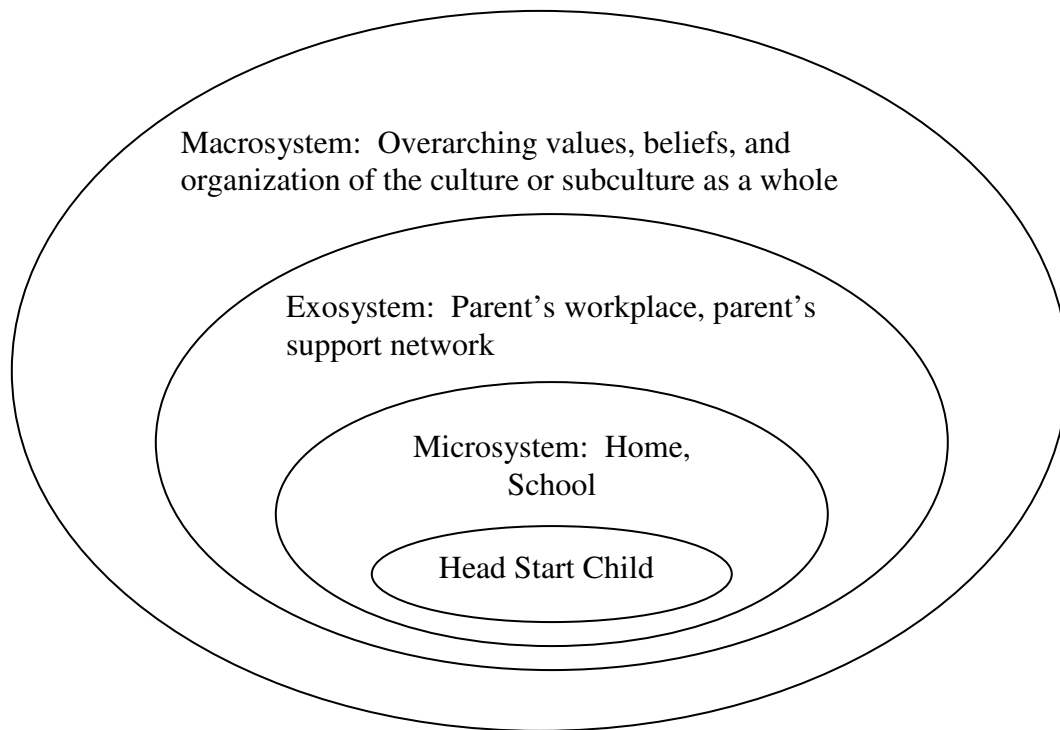 Macrosystem:  Overarching values, beliefs, and
organization of the culture or subculture as a whole
Exosystem:  Parent’s workplace, parent’s
support network
Microsystem:  Home,
School
Head Start Child